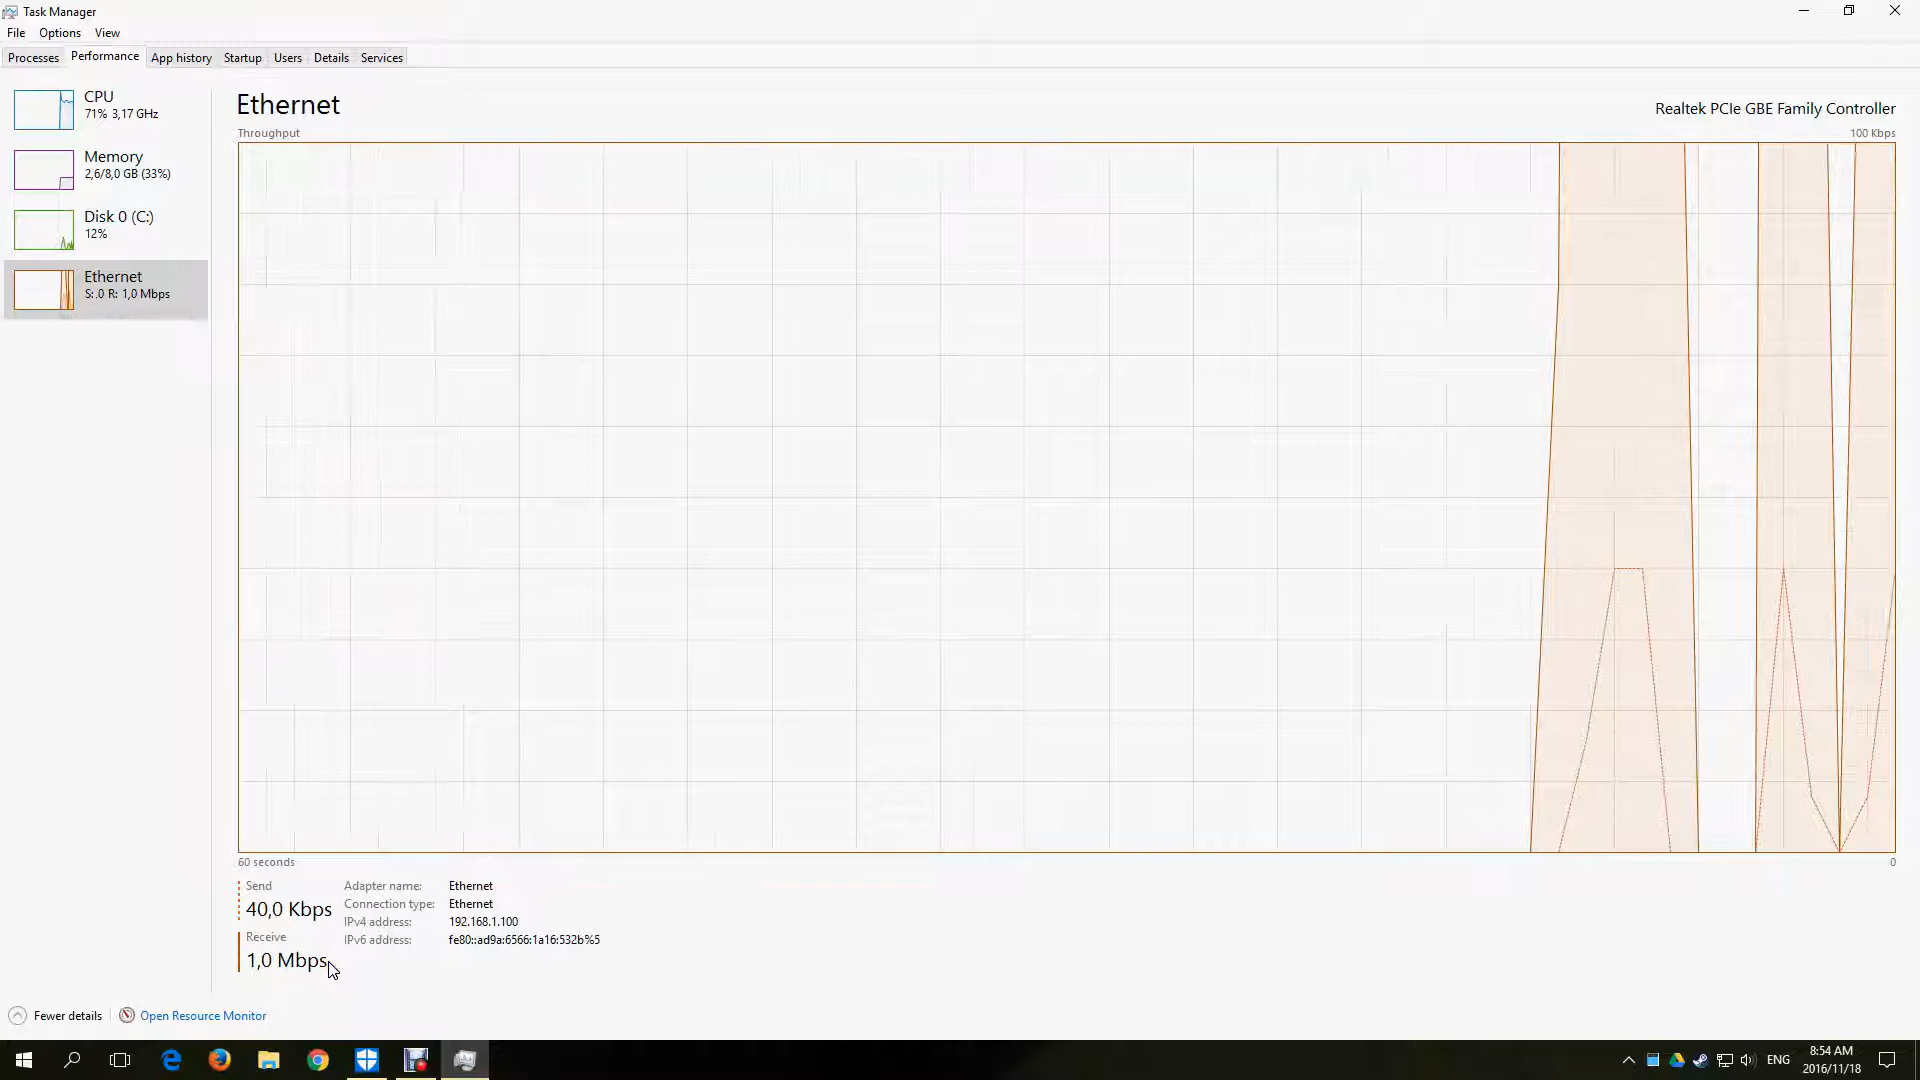 Task Manager
File Options View
Processes Performance App history Startup Users Details Services
CPU
71% 3,17 GHz
Memory
2,6/8,0 GB (33%)
Disk 0 (C:)
12%
Ethernet
S: .0 R: 1,0 Mbps
Ethernet
Realtek PCIe GBE Family Controller
Throughput
100 Kbps
60 seconds
0
Send
40,0 Kbps
Receive
1,0 Mbps
Adapter name: Ethernet
Connection type: Ethernet
IPv4 address: 192.168.1.100
IPv6 address: fe80::ad9a:6566:1a16:532b%5
Fewer details
Open Resource Monitor
ENG
8:54 AM
2016/11/18